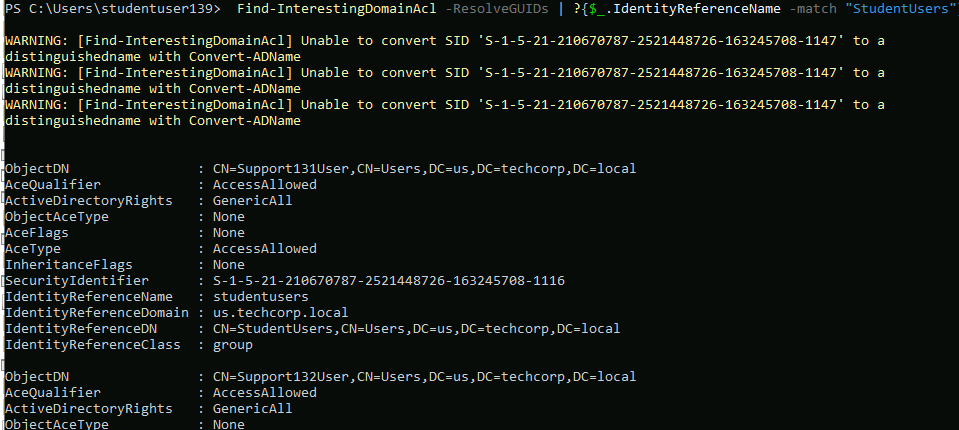 PS C:\Users\studentuser139>  Find-InterestingDomainAcl -ResolveGUIDs | ?{$_.IdentityReferenceName -match "StudentUsers"
WARNING: [Find-InterestingDomainAcl] Unable to convert SID 'S-1-5-21-210670787-2521448726-163245708-1147' to a
distinguishedname with Convert-ADName
WARNING: [Find-InterestingDomainAcl] Unable to convert SID 'S-1-5-21-210670787-2521448726-163245708-1147' to a
distinguishedname with Convert-ADName
WARNING: [Find-InterestingDomainAcl] Unable to convert SID 'S-1-5-21-210670787-2521448726-163245708-1147' to a
distinguishedname with Convert-ADName
ObjectDN                : CN=Support131User,CN=Users,DC=us,DC=techcorp,DC=local
AceQualifier            : AccessAllowed
ActiveDirectoryRights   : GenericAll
ObjectAceType           : None
AceFlags                : None
AceType                 : AccessAllowed
InheritanceFlags        : None
SecurityIdentifier      : S-1-5-21-210670787-2521448726-163245708-1116
IdentityReferenceName   : studentusers
IdentityReferenceDomain : us.techcorp.local
IdentityReferenceDN     : CN=StudentUsers,CN=Users,DC=us,DC=techcorp,DC=local
IdentityReferenceClass  : group
ObjectDN                : CN=Support132User,CN=Users,DC=us,DC=techcorp,DC=local
AceQualifier            : AccessAllowed
ActiveDirectoryRights   : GenericAll
ObjectAceType           : None